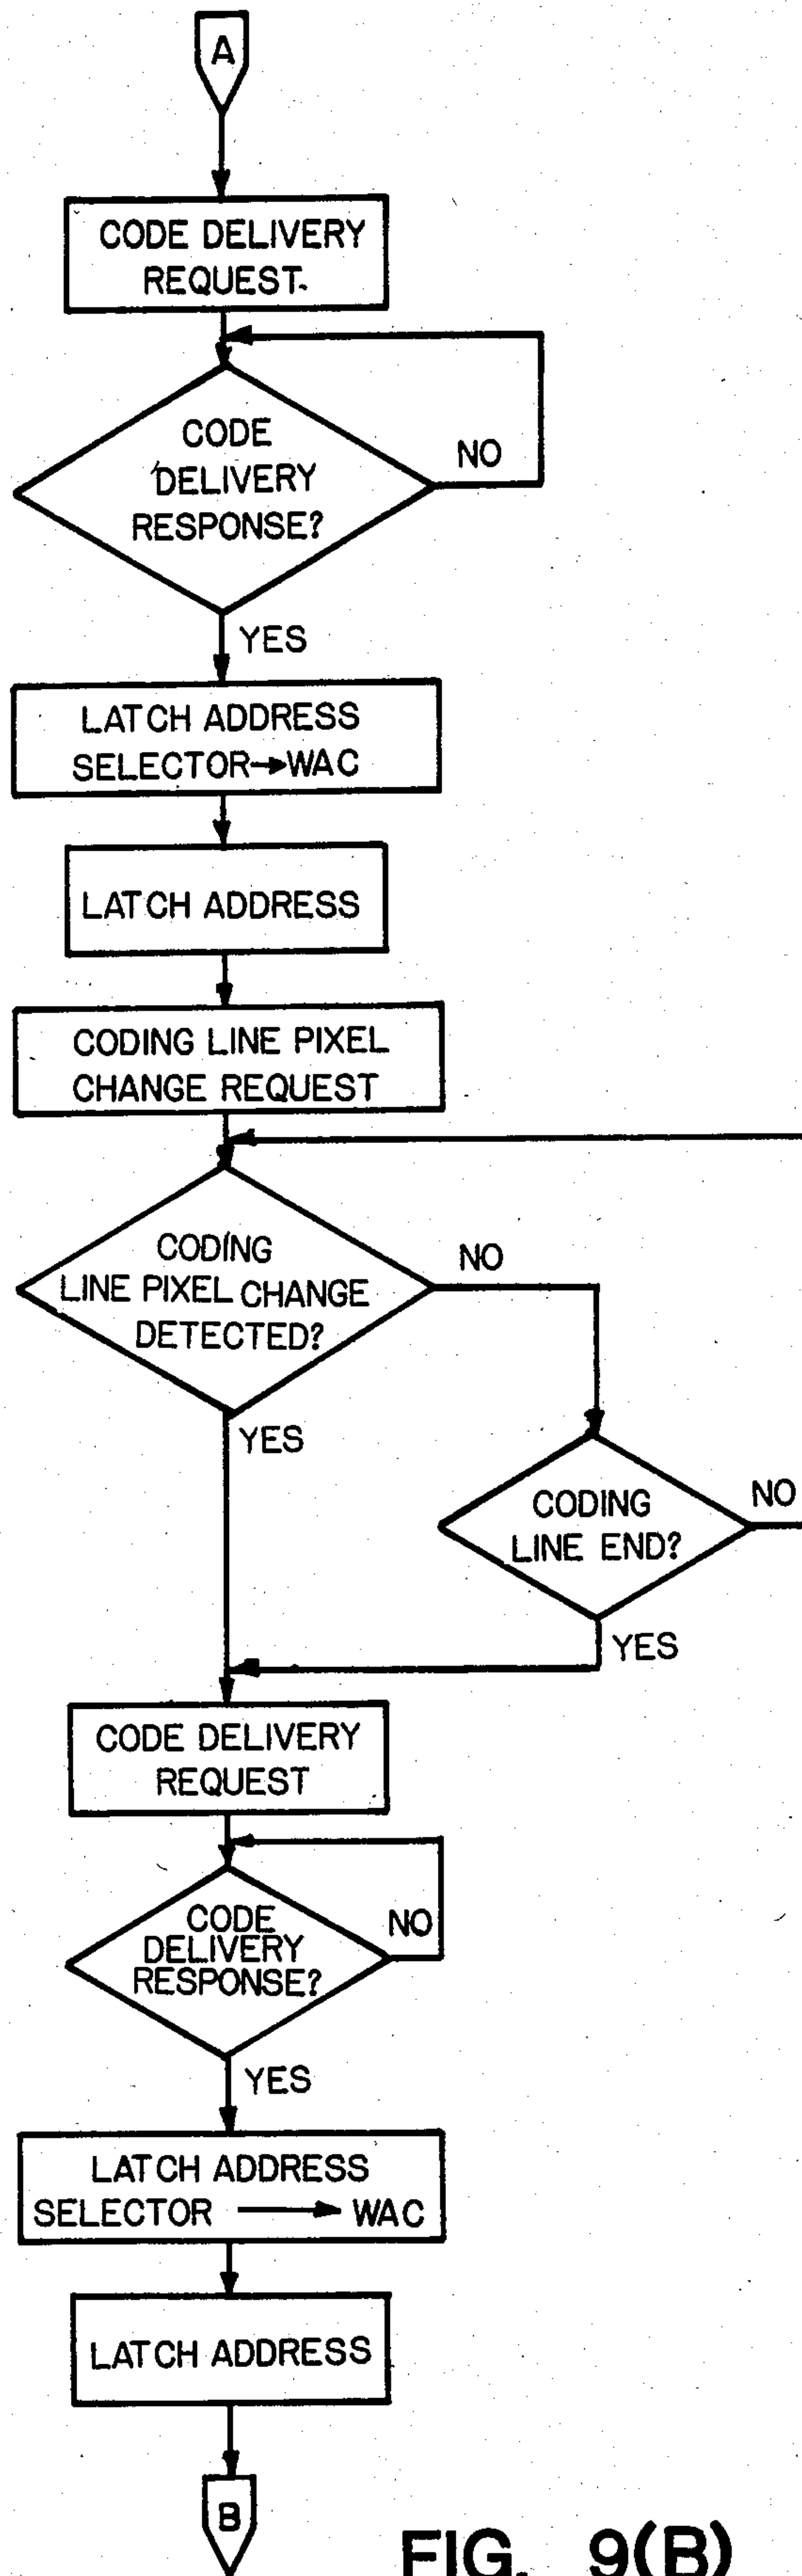 A
CODE DELIVERY
REQUEST.
CODE
DELIVERY
RESPONSE?
NO
YES
LATCH ADDRESS
SELECTOR→WAC
LATCH ADDRESS
CODING LINE PIXEL
CHANGE REQUEST
CODING
LINE PIXEL CHANGE
DETECTED?
NO
YES
CODING
LINE END?
NO
YES
CODE DELIVERY
REQUEST
CODE
DELIVERY
RESPONSE?
NO
YES
LATCH ADDRESS
SELECTOR → WAC
LATCH ADDRESS
B
FIG. 9(B)